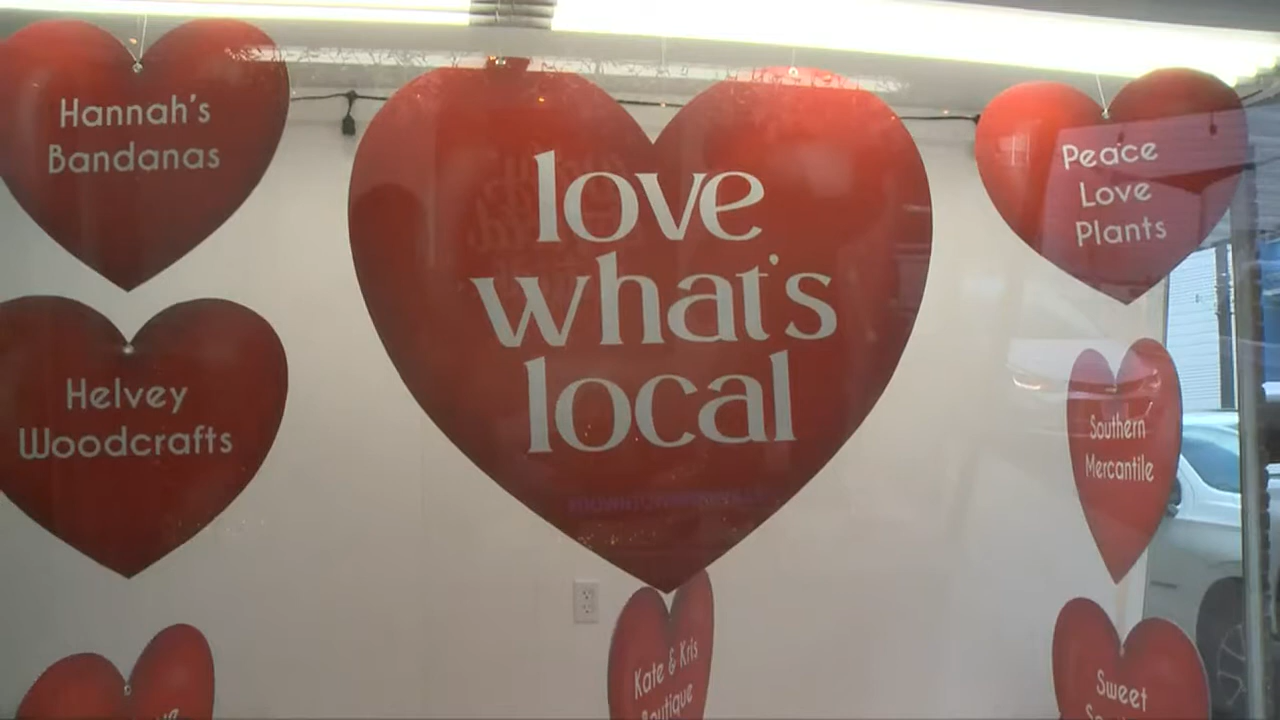 Hannah's
Bandanas
love
what's
local
Peace
Love
Plants
Helvey
Woodcrafts
Southern
Mercantile
Kate & Kris
Boutique
Sweet